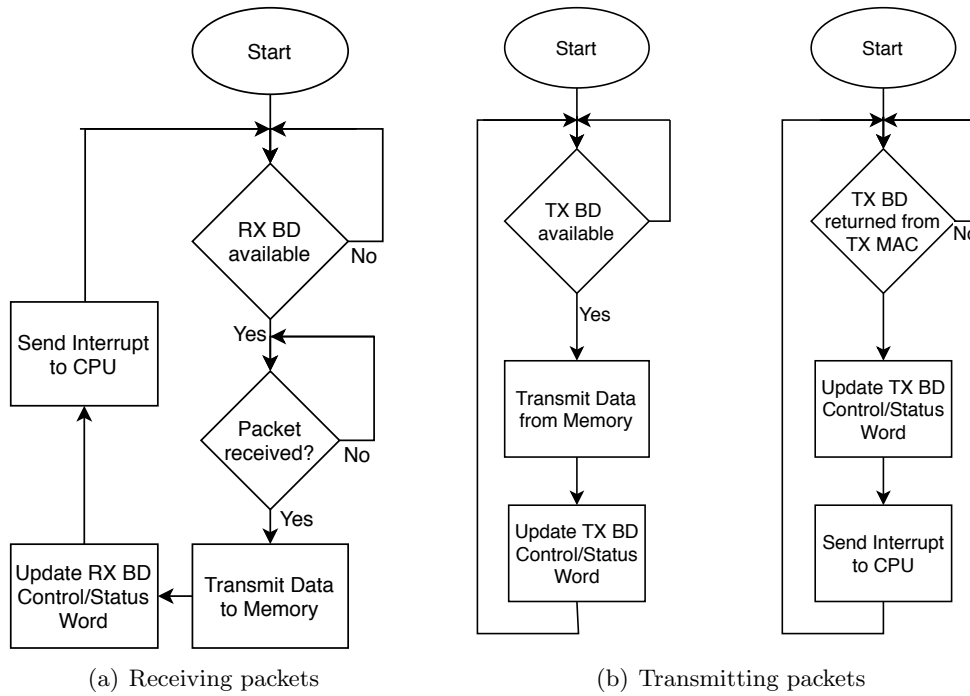 Start
RX BD
available
No
Yes
Packet
received?
No
Yes
Transmit Data
to Memory
Update RX BD
Control/Status
Word
Send Interrupt
to CPU
(a) Receiving packets
Start
TX BD
available
Yes
Transmit Data
from Memory
Update TX BD
Control/Status
Word
Start
TX BD
returned from
TX MAC
No
Update TX BD
Control/Status
Word
Send Interrupt
to CPU
(b) Transmitting packets